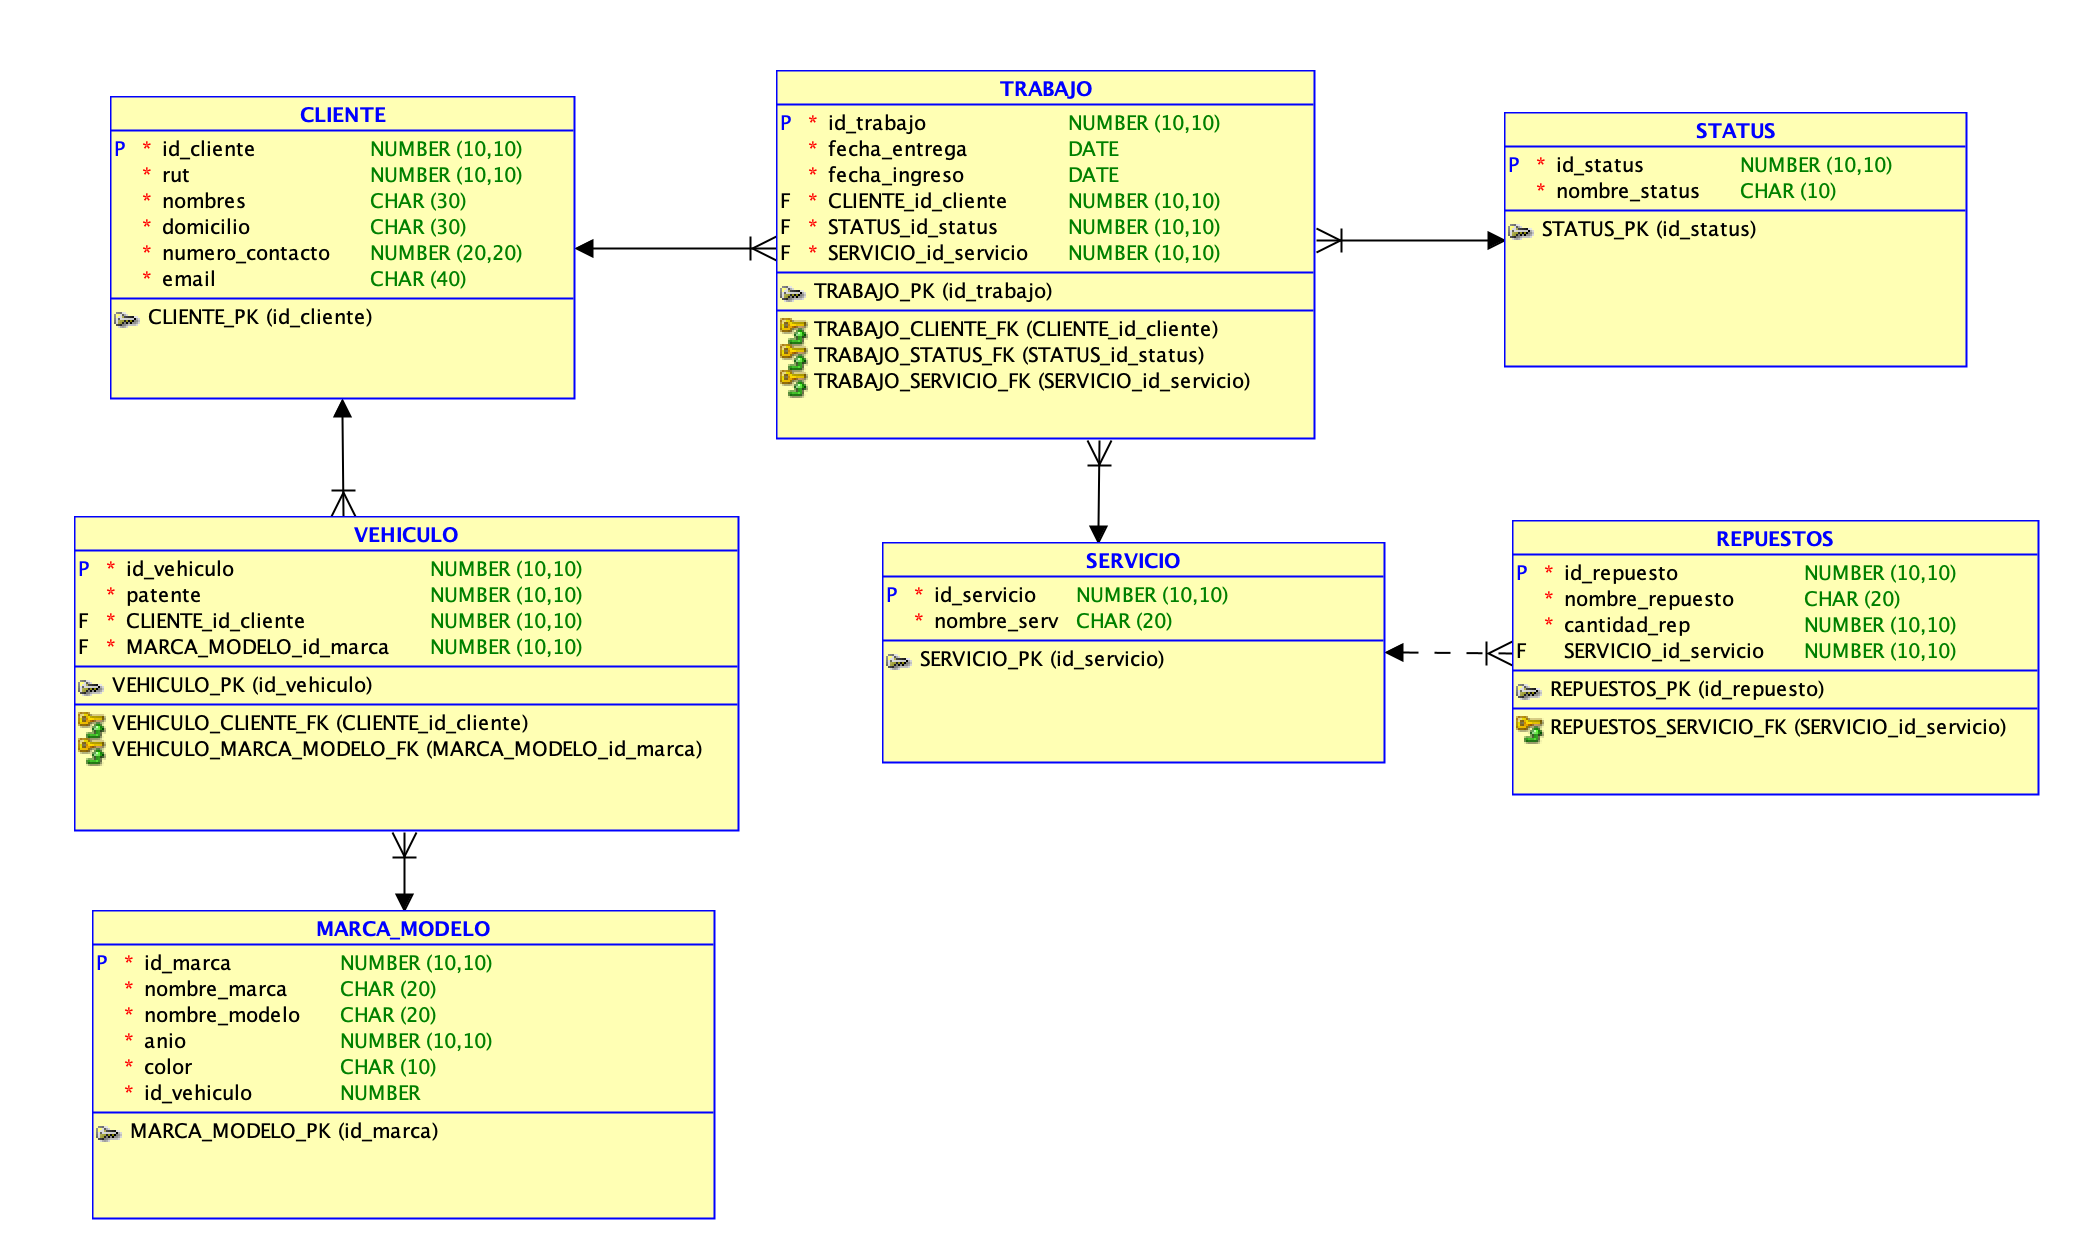 CLIENTE
P * id_cliente NUMBER (10,10)
* rut NUMBER (10,10)
* nombres CHAR (30)
* domicilio CHAR (30)
* numero_contacto NUMBER (20,20)
* email CHAR (40)
CLIENTE_PK (id_cliente)
TRABAJO
P * id_trabajo NUMBER (10,10)
* fecha_entrega DATE
* fecha_ingreso DATE
F * CLIENTE_id_cliente NUMBER (10,10)
F * STATUS_id_status NUMBER (10,10)
F * SERVICIO_id_servicio NUMBER (10,10)
TRABAJO_PK (id_trabajo)
TRABAJO_CLIENTE_FK (CLIENTE_id_cliente)
TRABAJO_STATUS_FK (STATUS_id_status)
TRABAJO_SERVICIO_FK (SERVICIO_id_servicio)
STATUS
P * id_status NUMBER (10,10)
* nombre_status CHAR (10)
STATUS_PK (id_status)
VEHICULO
P * id_vehiculo NUMBER (10,10)
* patente NUMBER (10,10)
F * CLIENTE_id_cliente NUMBER (10,10)
F * MARCA_MODELO_id_marca NUMBER (10,10)
VEHICULO_PK (id_vehiculo)
VEHICULO_CLIENTE_FK (CLIENTE_id_cliente)
VEHICULO_MARCA_MODELO_FK (MARCA_MODELO_id_marca)
SERVICIO
P * id_servicio NUMBER (10,10)
* nombre_serv CHAR (20)
SERVICIO_PK (id_servicio)
REPUESTOS
P * id_repuesto NUMBER (10,10)
* nombre_repuesto CHAR (20)
* cantidad_rep NUMBER (10,10)
F SERVICIO_id_servicio NUMBER (10,10)
REPUESTOS_PK (id_repuesto)
REPUESTOS_SERVICIO_FK (SERVICIO_id_servicio)
MARCA_MODELO
P * id_marca NUMBER (10,10)
* nombre_marca CHAR (20)
* nombre_modelo CHAR (20)
* anio NUMBER (10,10)
* color CHAR (10)
* id_vehiculo NUMBER
MARCA_MODELO_PK (id_marca)